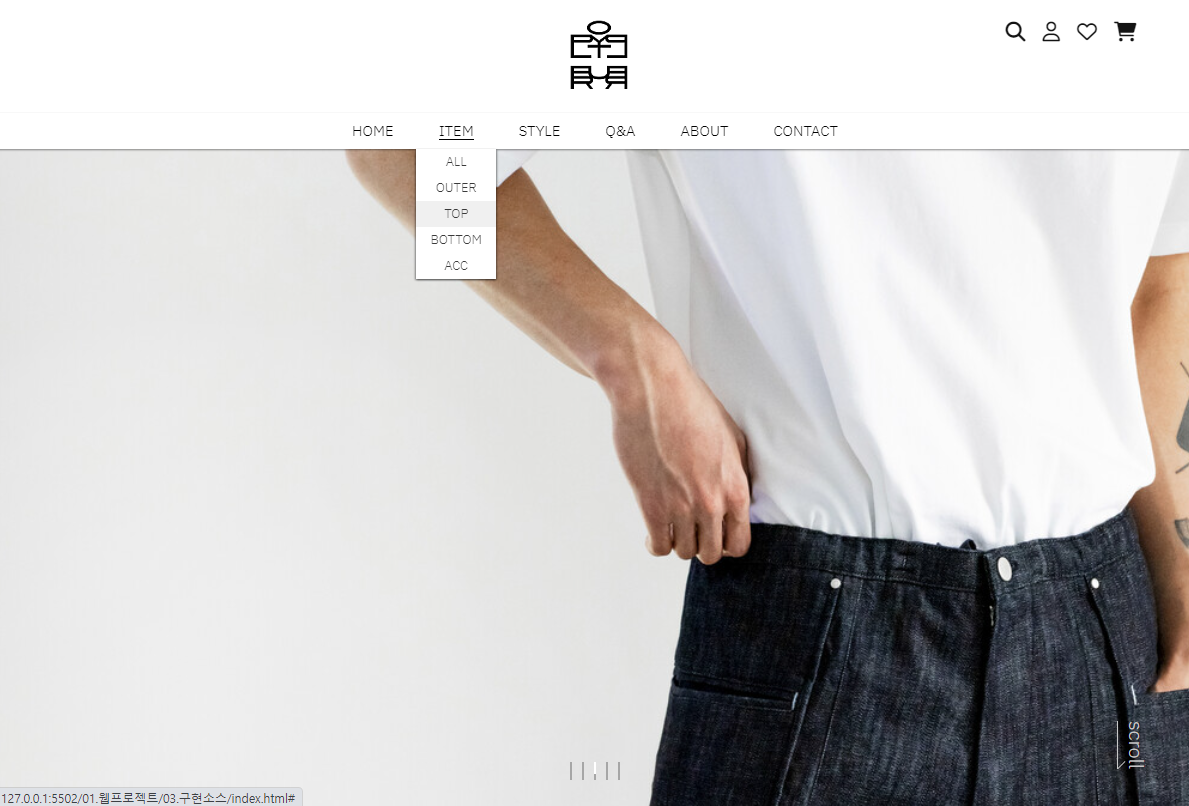 HOME ITEM STYLE Q&A ABOUT CONTACT
ALL
OUTER
TOP
BOTTOM
ACC
scroll
127.0.0.1:5502/01.웹프로젝트/03.구현소스/index.html#